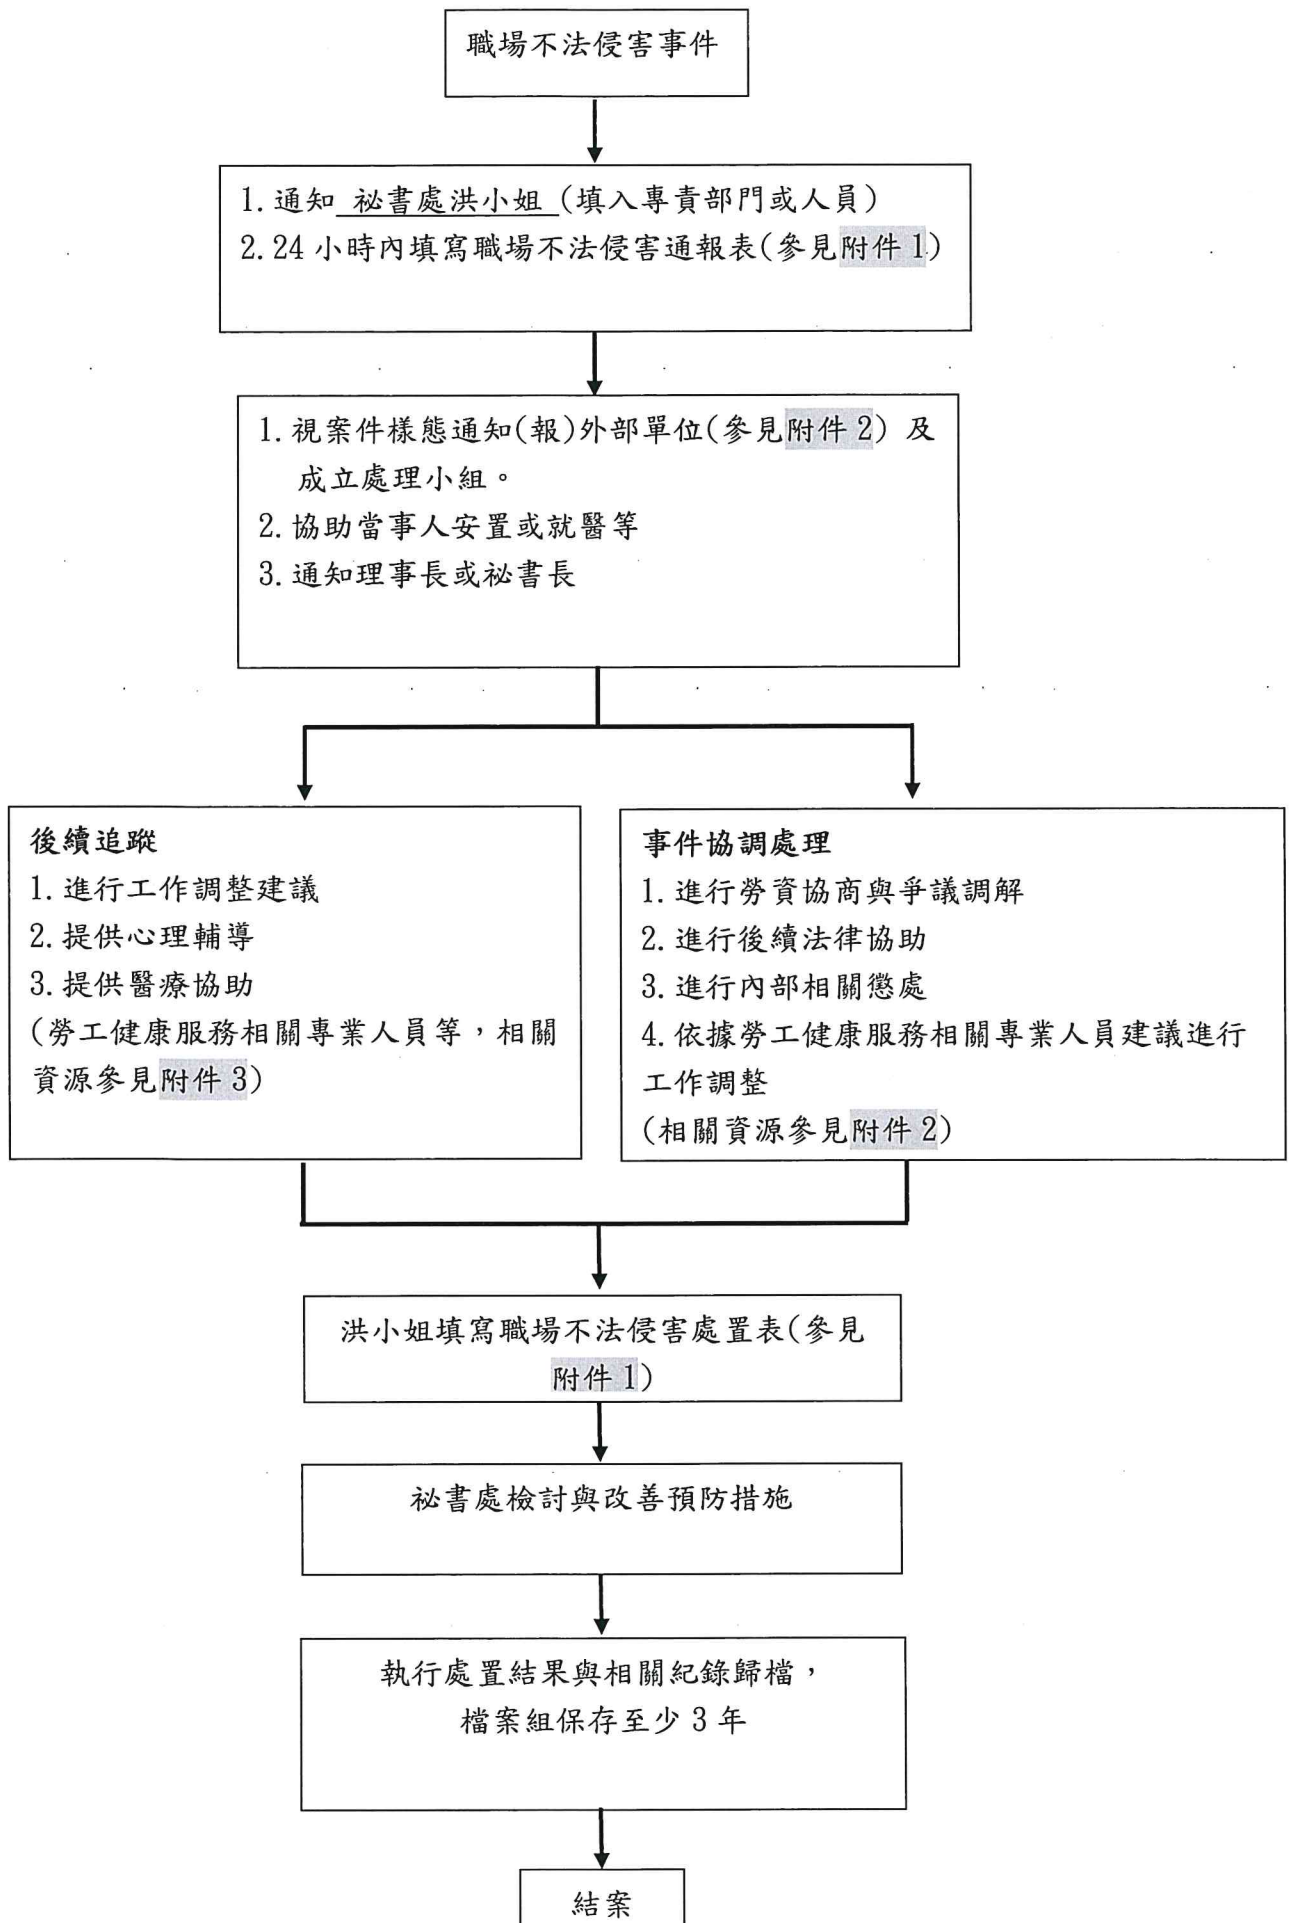 職場不法侵害事件
1.通知 祕書處洪小姐 (填入專責部門或人員)
2.24 小時內填寫職場不法侵害通報表(參見附件 1)
1.視案件樣態通知(報)外部單位(參見附件 2) 及
成立處理小組。
2.協助當事人安置或就醫等
3.通知理事長或祕書長
後續追蹤
1.進行工作調整建議
2.提供心理輔導
3.提供醫療協助
(勞工健康服務相關專業人員等，相關
資源參見附件 3)
事件協調處理
1.進行勞資協商與爭議調解
2.進行後續法律協助
3.進行內部相關懲處
4.依據勞工健康服務相關專業人員建議進行
工作調整
(相關資源參見附件 2)
洪小姐填寫職場不法侵害處置表(參見
附件 1)
祕書處檢討與改善預防措施
執行處置結果與相關紀錄歸檔，
檔案組保存至少 3 年
結案